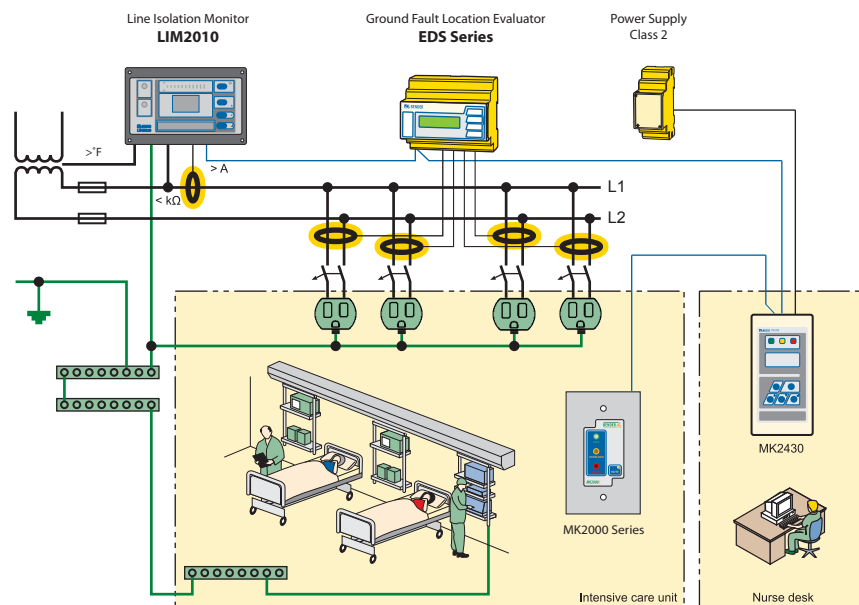 Line Isolation Monitor
LIM2010
Ground Fault Location Evaluator
EDS Series
Power Supply
Class 2
BENDER
>°F
> A
< kΩ
L1
L2
MK2430
MK2000 Series
Intensive care unit
Nurse desk